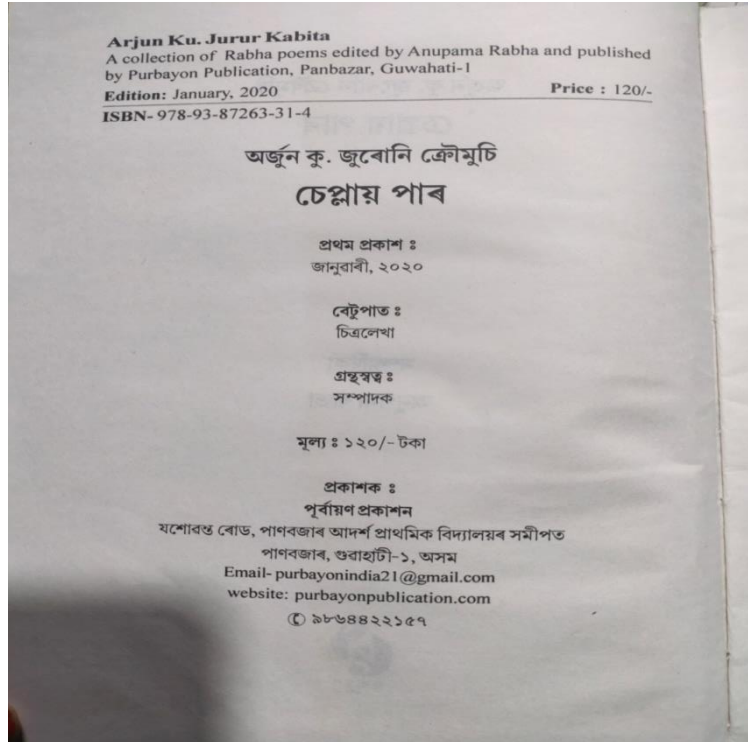 Arjun Ku. Jurur Kabita
A collection of Rabha poems edited by Anupama Rabha and published
by Purbayon Publication, Panbazar, Guwahati-1
Edition: January, 2020 Price : 120/-
ISBN- 978-93-87263-31-4
অৰ্জুন কু. জুৰোনি ক্ৰৌমুচি
চেপ্লায় পাৰ
প্ৰথম প্ৰকাশ ঃ
জানুৱাৰী, ২০২০
বেটুপাত ঃ
চিত্ৰলেখা
গ্ৰন্থস্বত্ব ঃ
সম্পাদক
মূল্য ঃ ১২০/- টকা
প্ৰকাশক ঃ
পূৰ্বায়ণ প্ৰকাশন
যশোৱন্ত ৰোড, পাণবজাৰ আদৰ্শ প্ৰাথমিক বিদ্যালয়ৰ সমীপত
পাণবজাৰ, গুৱাহাটী-১, অসম
Email- purbayonindia21@gmail.com
website: purbayonpublication.com
✆ ৯৮৬৪৪২২১৫৭